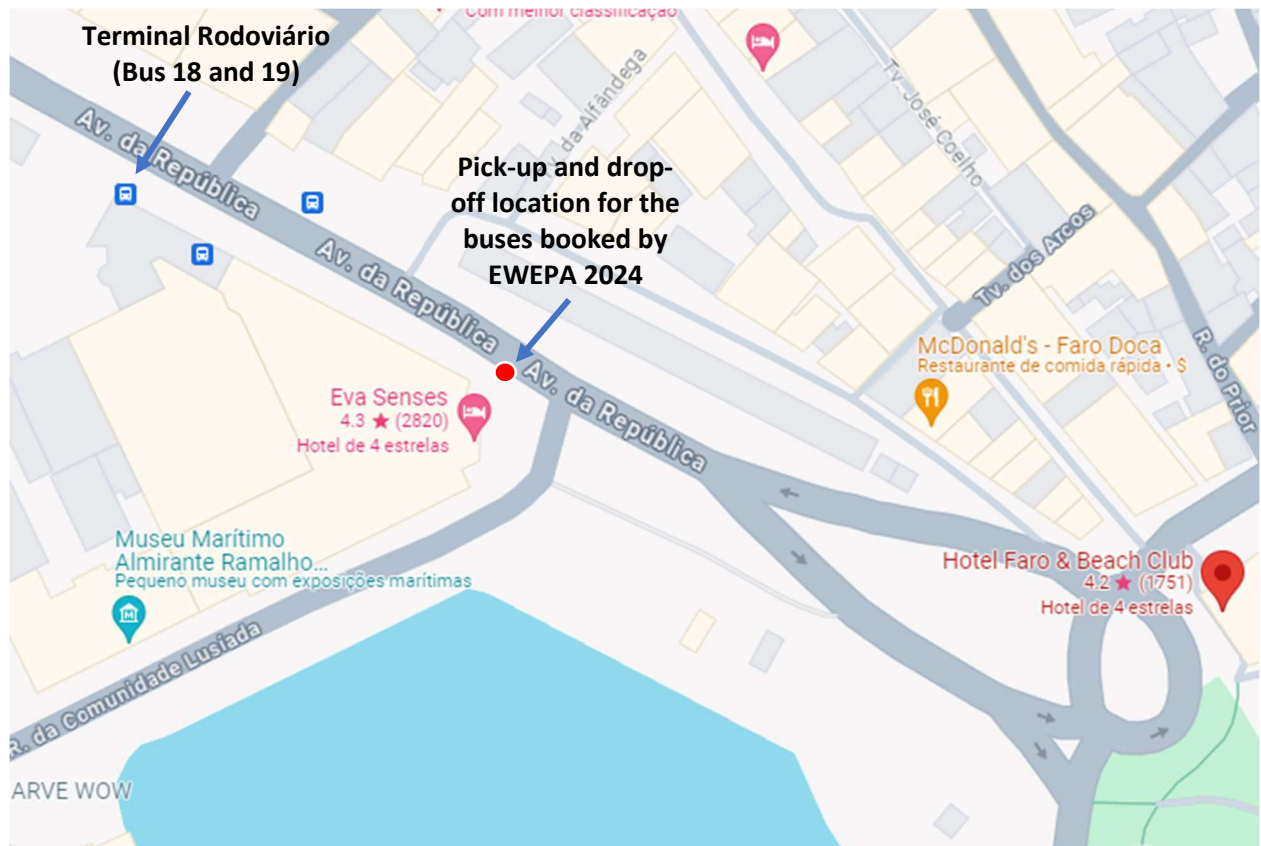 Com melhor classificação
Terminal Rodoviário
(Bus 18 and 19)
Av. da República
Av. da República
Av. da República
da Alfândega
Tv. José Coelho
Tv. dos Arcos
R. do Prior
Pick-up and drop-
off location for the
buses booked by
EWEPA 2024
McDonald's - Faro Doca
Restaurante de comida rápida • $
Eva Senses
4.3 ★ (2820)
Hotel de 4 estrelas
Hotel Faro & Beach Club
4.2 ★ (1751)
Hotel de 4 estrelas
Museu Marítimo
Almirante Ramalho...
Pequeno museu com exposições marítimas
R. da Comunidade Lusíada
ARVE WOW